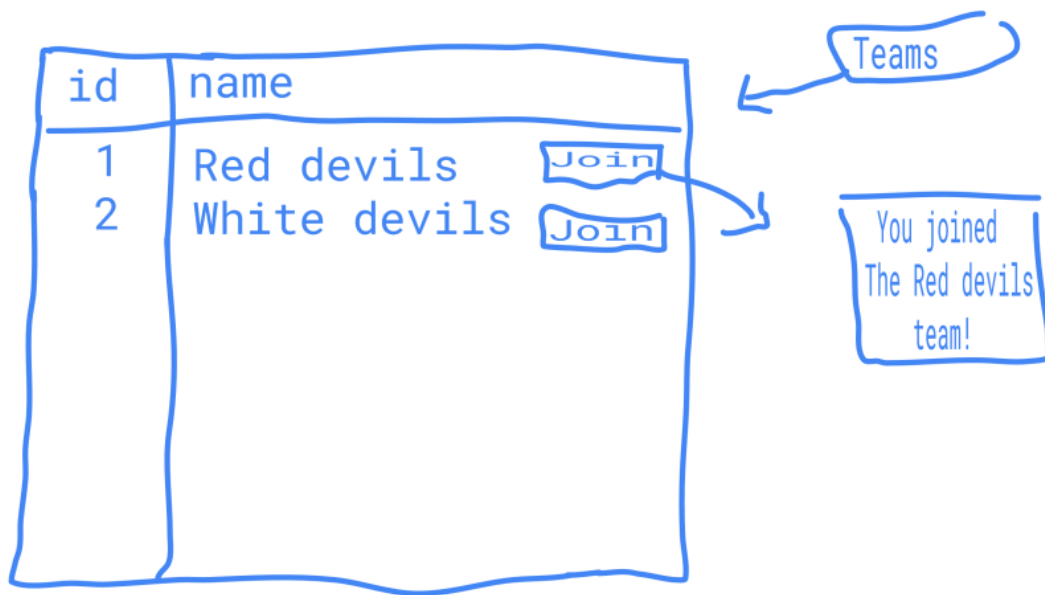 Teams
id name
1 Red devils Join
2 White devils Join
You joined
The Red devils
team!